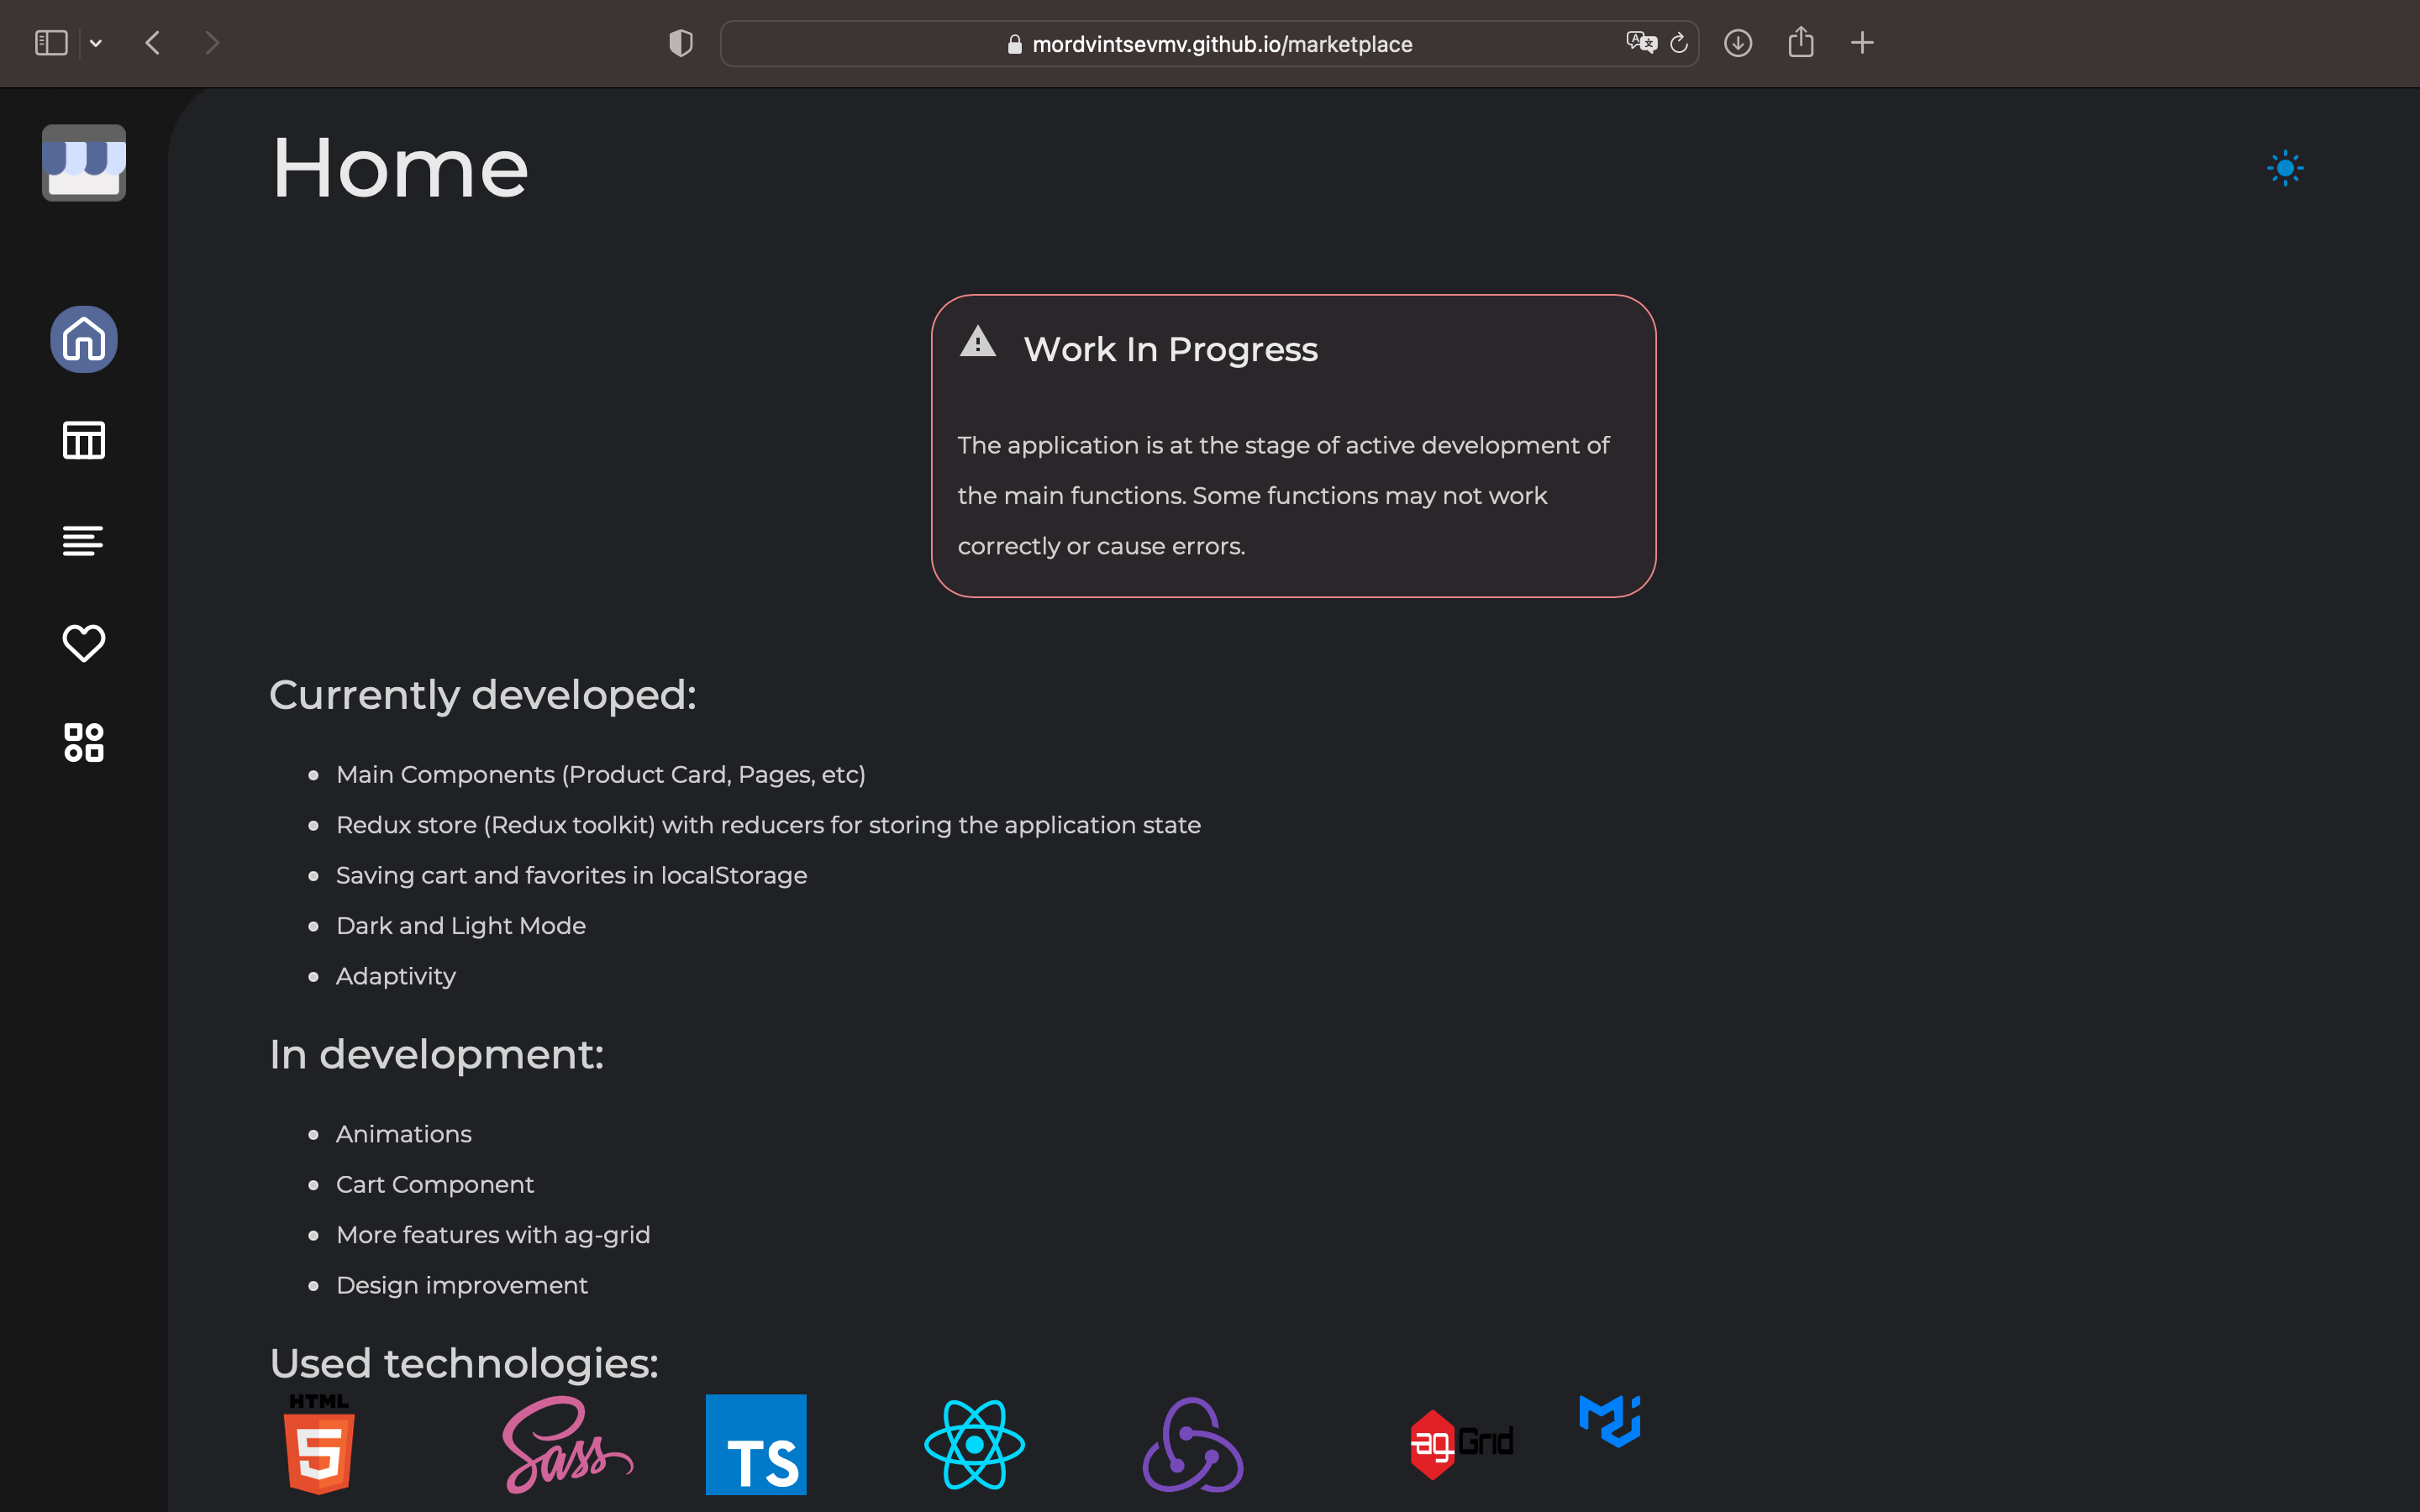 mordvintsevmv.github.io/marketplace
Home
Work In Progress
The application is at the stage of active development of
the main functions. Some functions may not work
correctly or cause errors.
Currently developed:
Main Components (Product Card, Pages, etc)
Redux store (Redux toolkit) with reducers for storing the application state
Saving cart and favorites in localStorage
Dark and Light Mode
Adaptivity
In development:
Animations
Cart Component
More features with ag-grid
Design improvement
Used technologies:
HTML
5
Sass
TS
ag Grid